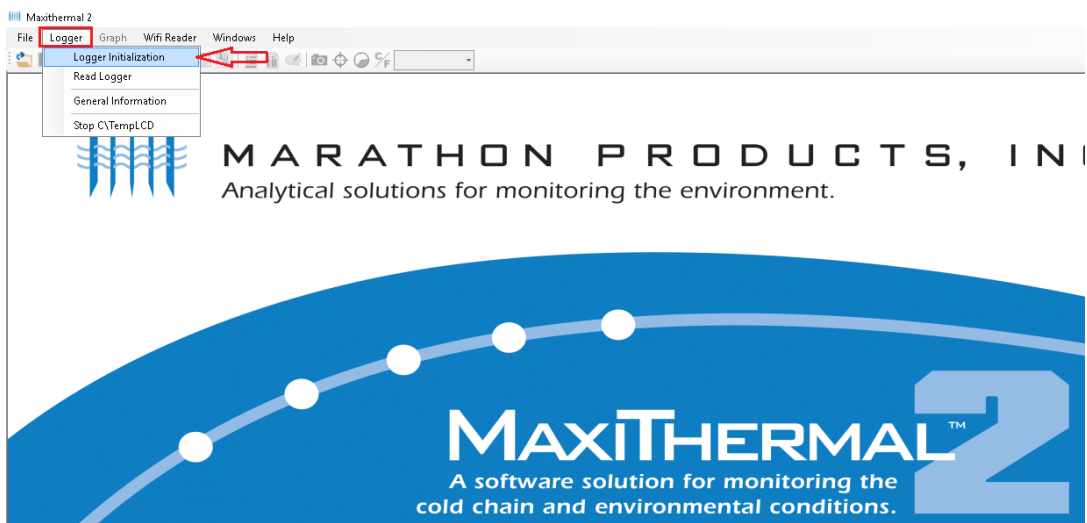 Maxithermal 2
File Logger Graph Wifi Reader Windows Help
Logger Initialization
Read Logger
General Information
Stop C\TempLCD
C/F
MARATHON PRODUCTS, INC
Analytical solutions for monitoring the environment.
MAXITHERMAL 2 ™
A software solution for monitoring the
cold chain and environmental conditions.